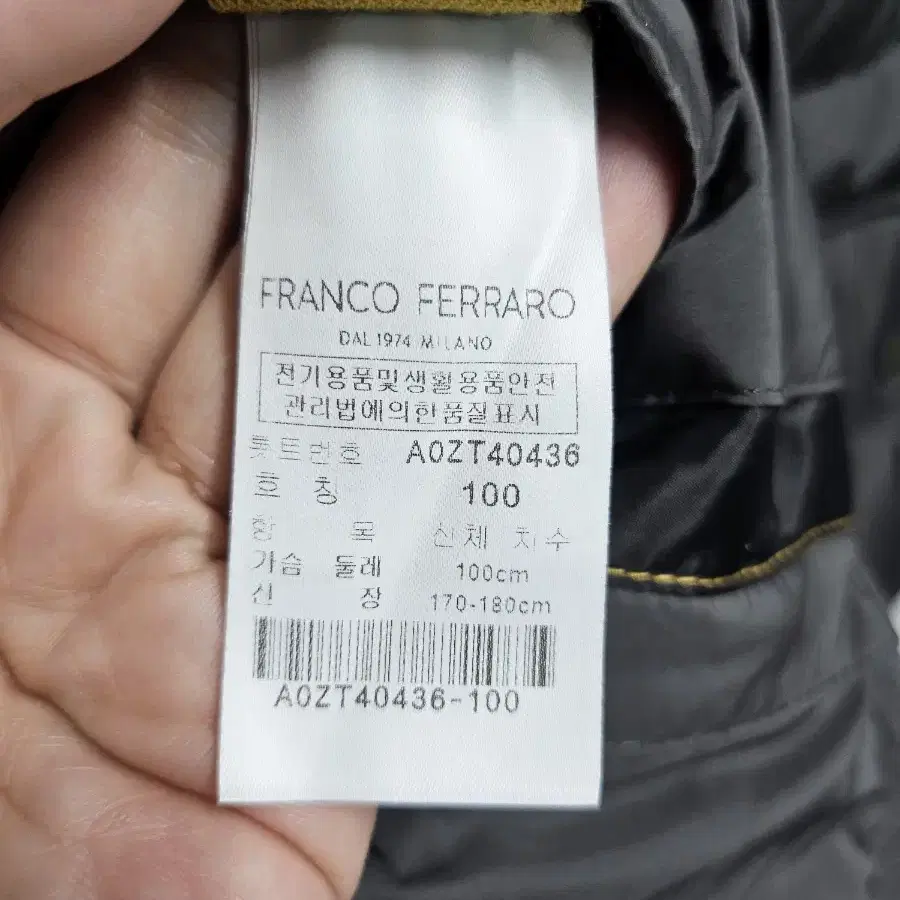 FRANCO FERRARO
DAL 1974 MILANO
전기용품및생활용품안전
관리법에의한품질표시
롯트번호 A0ZT40436
호 칭 100
항 목 신체 치수
가슴 둘레 100cm
신 장 170-180cm
A0ZT40436-100